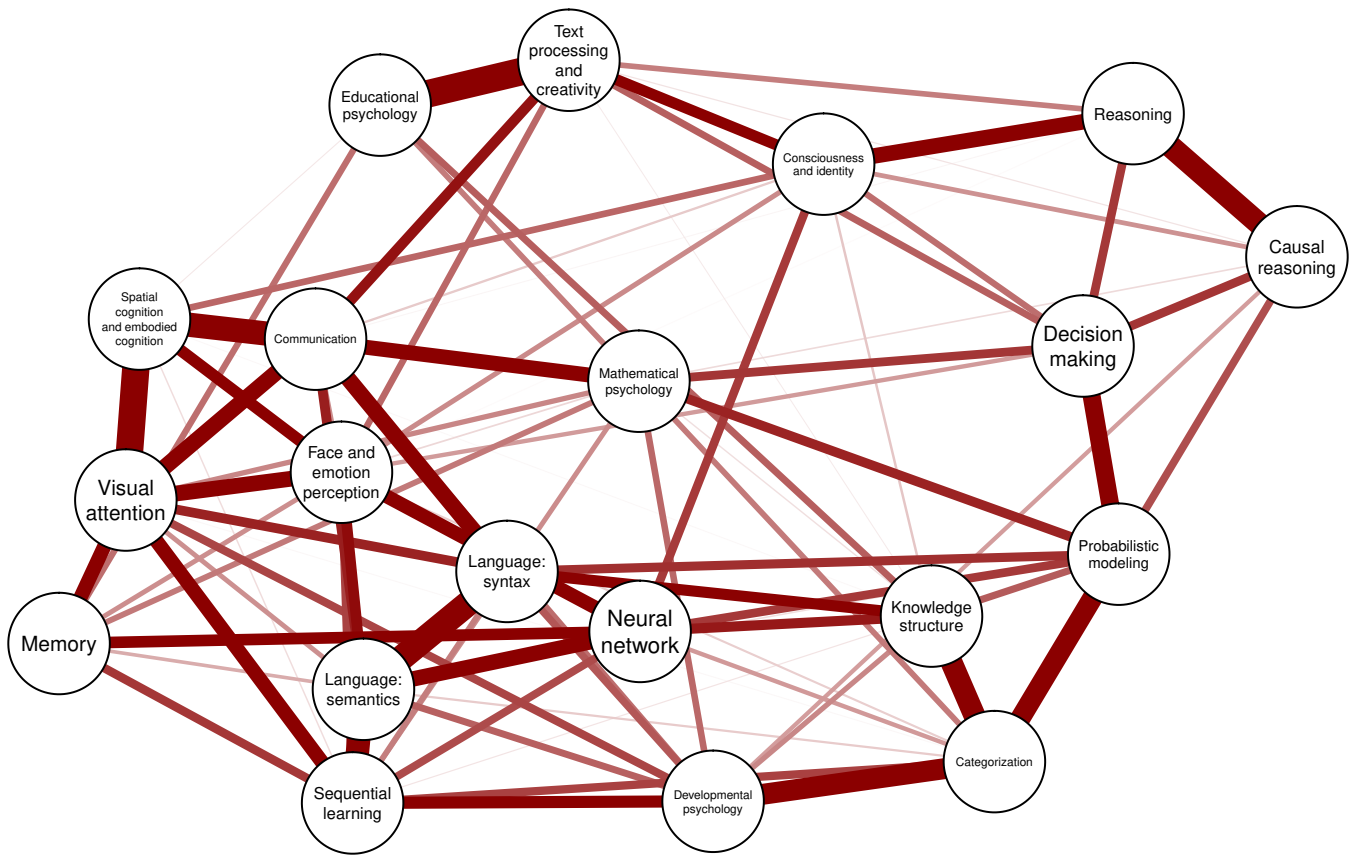 Text
processing
and
creativity
Educational
psychology
Reasoning
Consciousness
and identity
Causal
reasoning
Spatial
cognition
and embodied
cognition
Communication
Decision
making
Mathematical
psychology
Face and
emotion
perception
Visual
attention
Language:
syntax
Probabilistic
modeling
Neural
network
Knowledge
structure
Memory
Language:
semantics
Categorization
Sequential
learning
Developmental
psychology